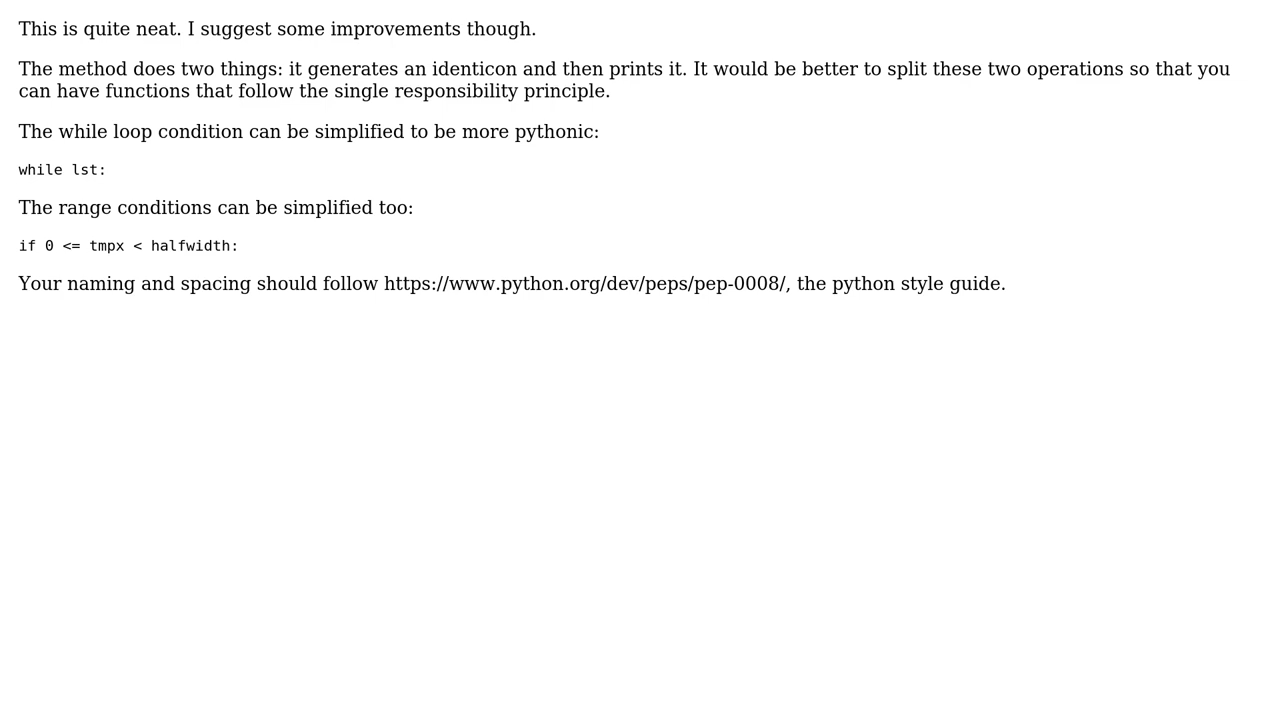 This is quite neat. I suggest some improvements though.
The method does two things: it generates an identicon and then prints it. It would be better to split these two operations so that you
can have functions that follow the single responsibility principle.
The while loop condition can be simplified to be more pythonic:
while lst:
The range conditions can be simplified too:
if 0 <= tmpx < halfwidth:
Your naming and spacing should follow https://www.python.org/dev/peps/pep-0008/, the python style guide.